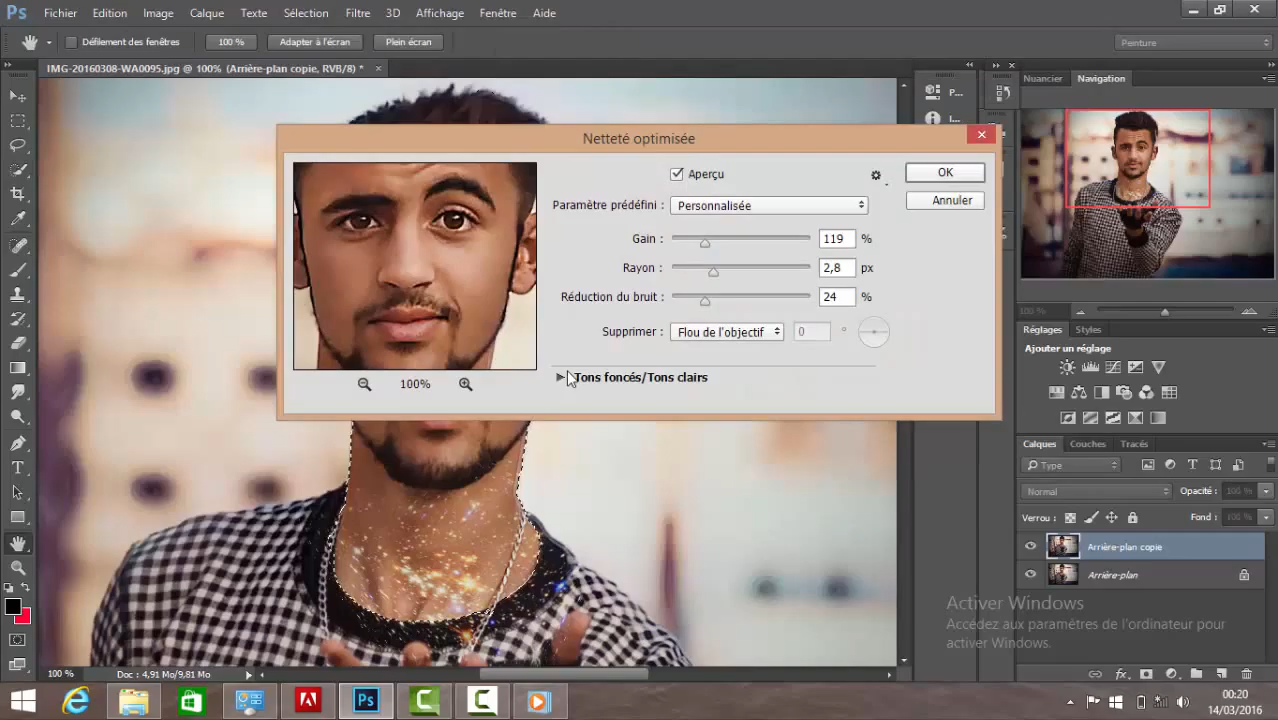 Ps Fichier Edition Image Calque Texte Sélection Filtre 3D Affichage Fenêtre Aide
Défilement des fenêtres 100 % Adapter à l'écran Plein écran Peinture
IMG-20160308-WA0095.jpg @ 100% (Arrière-plan copie, RVB/8) * ×
Nuancier Navigation
P...
I...
Netteté optimisée
Aperçu
OK
Paramètre prédéfini : Personnalisée
Annuler
Gain : 119 %
Rayon : 2,8 px
Réduction du bruit : 24 %
Supprimer : Flou de l'objectif 0 °
Tons foncés/Tons clairs
100%
100 %
Réglages Styles
Ajouter un réglage
Calques Couches Tracés
Type
Normal Opacité : 100 %
Verrou : Fond : 100 %
Arrière-plan copie
Arrière-plan
Activer Windows
Accédez aux paramètres de l'ordinateur pour
activer Windows.
100 % Doc : 4,91 Mo/9,81 Mo
Ps
00:20
14/03/2016